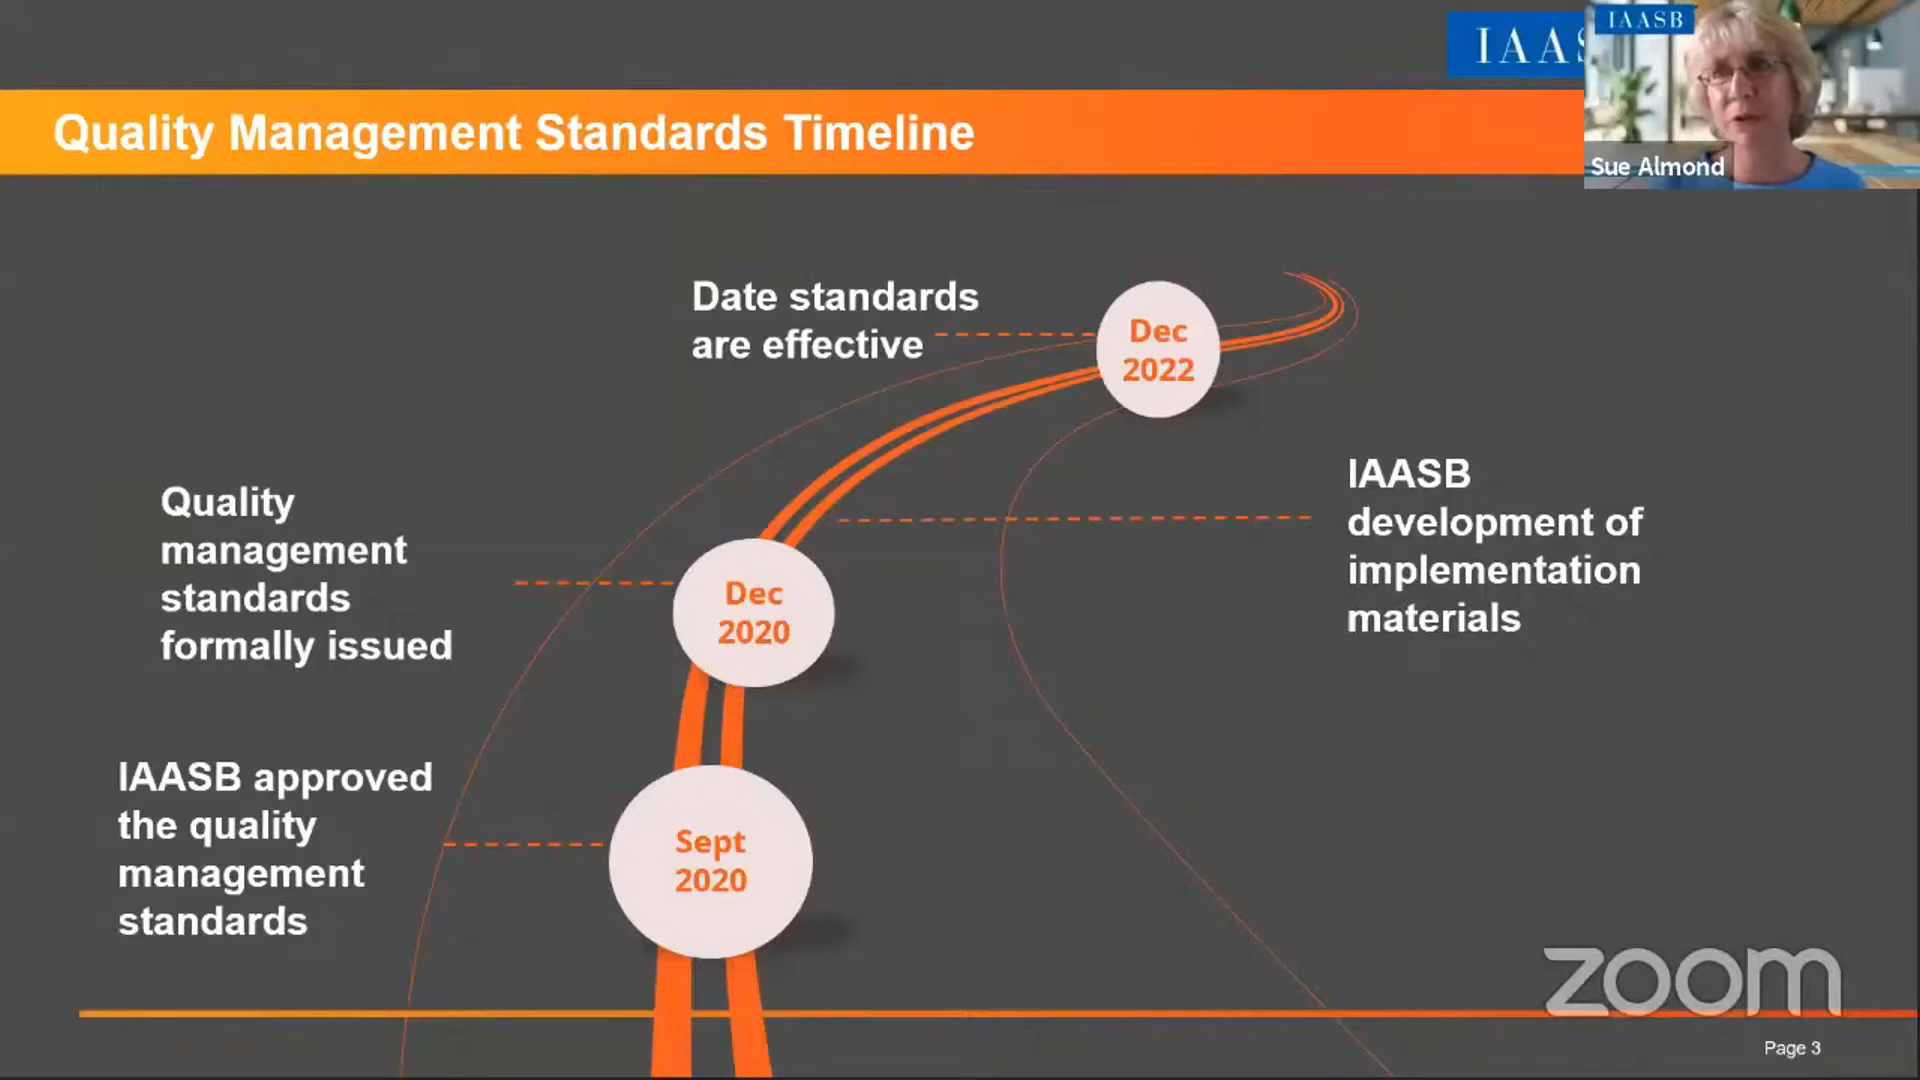 IAAS
IAASB
Sue Almond
Quality Management Standards Timeline
Date standards
are effective
Dec
2022
IAASB
development of
implementation
materials
Quality
management
standards
formally issued
Dec
2020
IAASB approved
the quality
management
standards
Sept
2020
zoom
Page 3